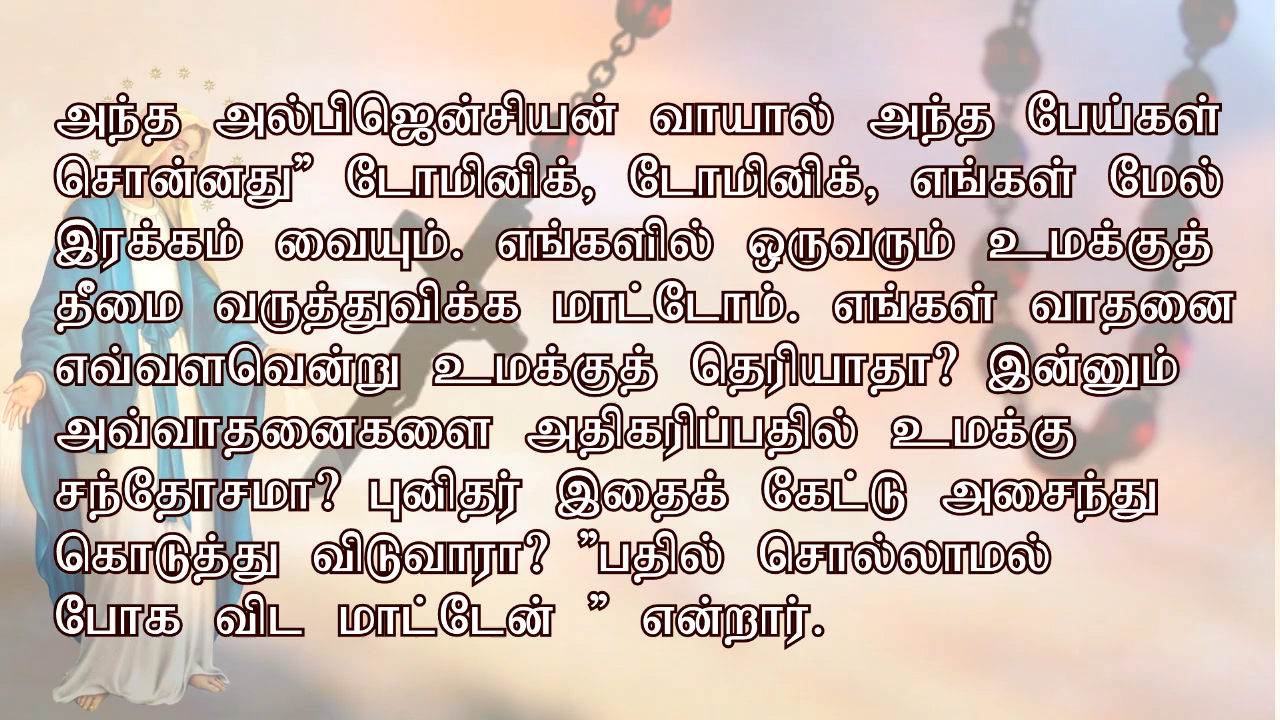 அந்த அல்பிஜென்சியன் வாயால் அந்த பேய்கள்
சொன்னது” டோமினிக், டோமினிக், எங்கள் மேல்
இரக்கம் வையும். எங்களில் ஒருவரும் உமக்குத்
தீமை வருத்துவிக்க மாட்டோம். எங்கள் வாதனை
எவ்வளவென்று உமக்குத் தெரியாதா? இன்னும்
அவ்வாதனைகளை அதிகரிப்பதில் உமக்கு
சந்தோசமா? புனிதர் இதைக் கேட்டு அசைந்து
கொடுத்து விடுவாரா? ”பதில் சொல்லாமல்
போக விட மாட்டேன் ” என்றார்.